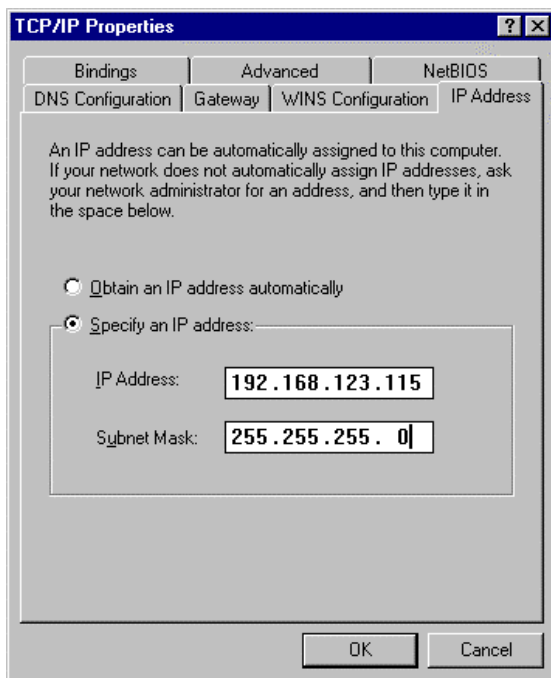 TCP/IP Properties
? X
Bindings Advanced NetBIOS
DNS Configuration Gateway WINS Configuration IP Address
An IP address can be automatically assigned to this computer.
If your network does not automatically assign IP addresses, ask
your network administrator for an address, and then type it in
the space below.
Obtain an IP address automatically
Specify an IP address:
IP Address: 192.168.123.115
Subnet Mask: 255.255.255. 0
OK Cancel